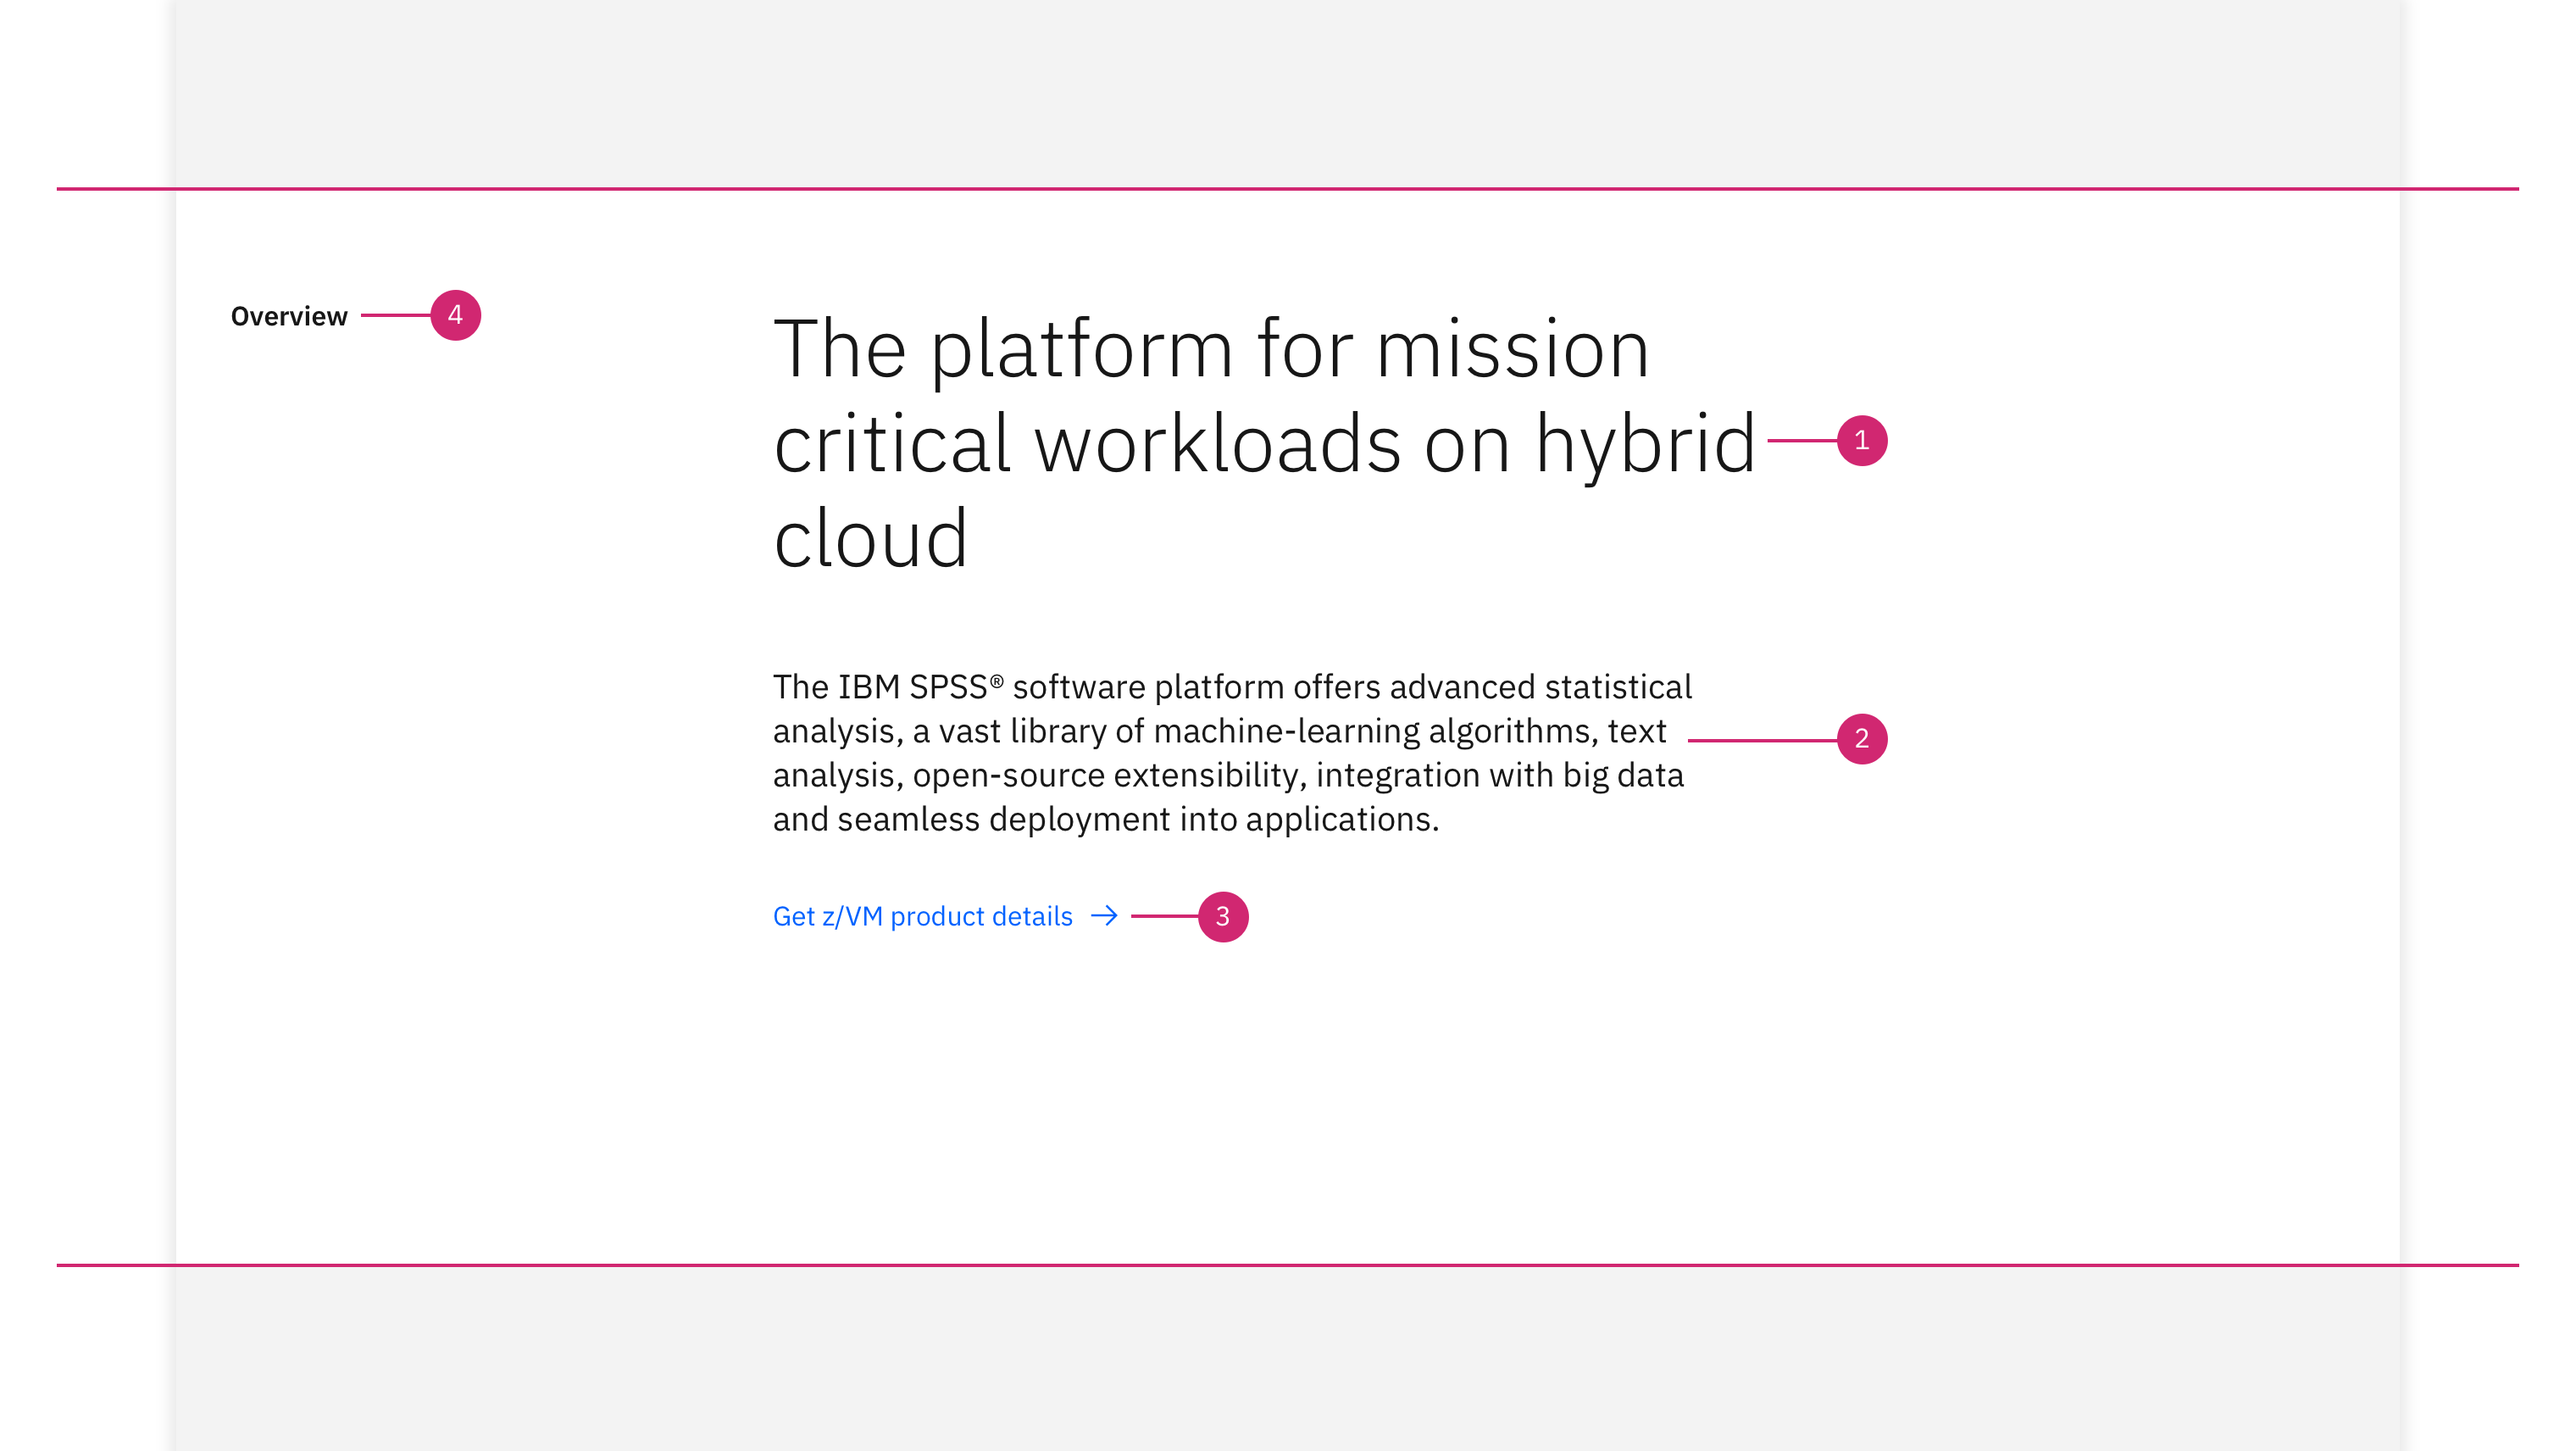 Overview
4
The platform for mission
critical workloads on hybrid
1
cloud
The IBM SPSS® software platform offers advanced statistical
analysis, a vast library of machine-learning algorithms, text
2
analysis, open-source extensibility, integration with big data
and seamless deployment into applications.
Get z/VM product details →
3